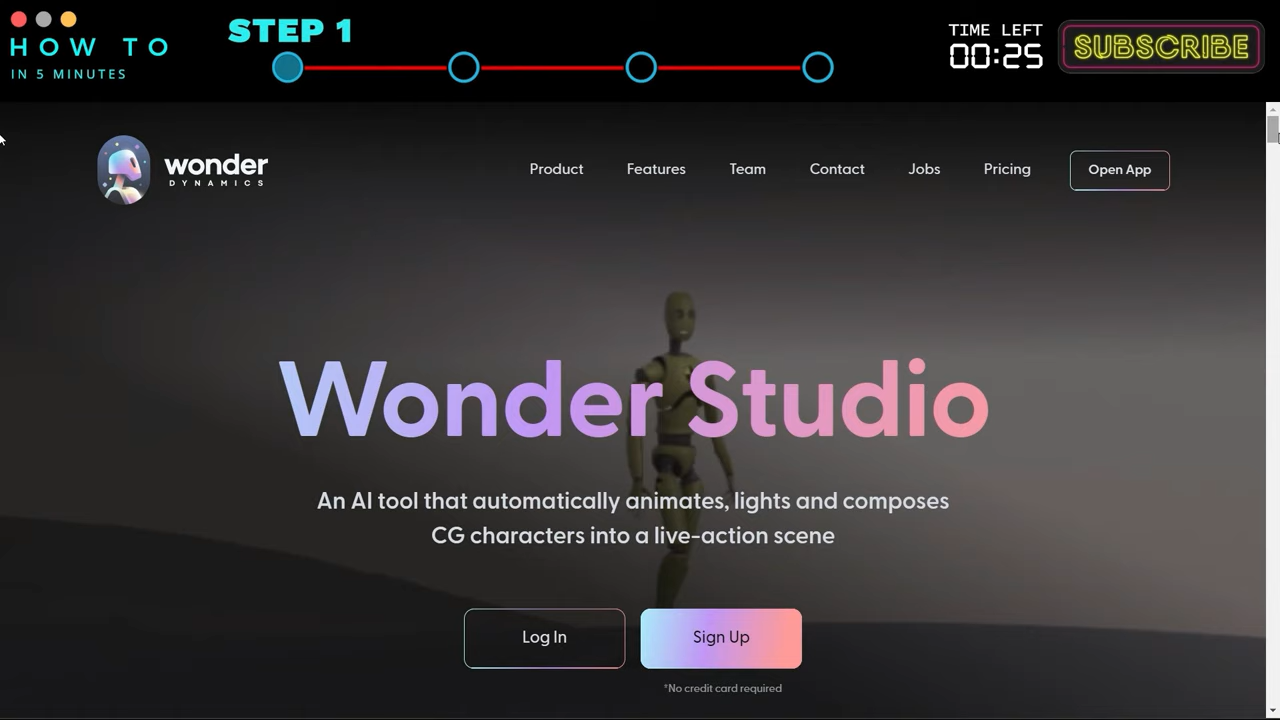 HOW TO
IN 5 MINUTES
STEP 1
TIME LEFT
00:25
SUBSCRIBE
wonder
DYNAMICS
Product
Features
Team
Contact
Jobs
Pricing
Open App
Wonder Studio
An AI tool that automatically animates, lights and composes
CG characters into a live-action scene
Log In
Sign Up
*No credit card required